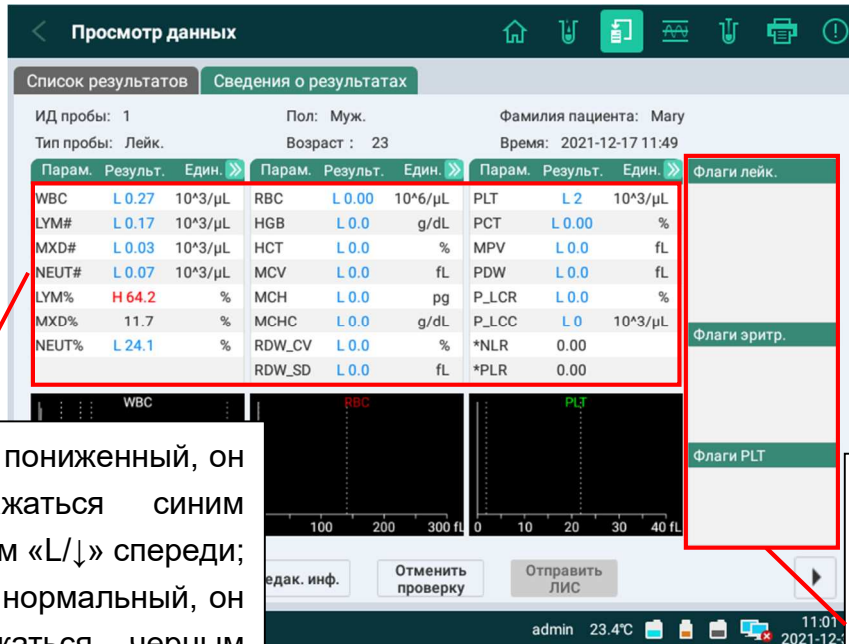 Просмотр данных
Список результатов Сведения о результатах
ИД пробы: 1 Пол: Муж. Фамилия пациента: Mary
Тип пробы: Лейк. Возраст : 23 Время: 2021-12-17 11:49
Парам. Результ. Един. Парам. Результ. Един. Парам. Результ. Един. Флаги лейк.
WBC L 0.27 10^3/µL RBC L 0.00 10^6/µL PLT L 2 10^3/µL
LYM# L 0.17 10^3/µL HGB L 0.0 g/dL PCT L 0.00 %
MXD# L 0.03 10^3/µL HCT L 0.0 % MPV L 0.0 fL
NEUT# L 0.07 10^3/µL MCV L 0.0 fL PDW L 0.0 fL
LYM% H 64.2 % MCH L 0.0 pg P_LCR L 0.0 %
MXD% 11.7 % MCHC L 0.0 g/dL P_LCC L 0 10^3/µL
NEUT% L 24.1 % RDW_CV L 0.0 % *NLR 0.00
RDW_SD L 0.0 fL *PLR 0.00
Флаги эритр.
WBC RBC PLT
Флаги PLT
100 200 300 fL 0 10 20 30 40 fL
пониженный, он
жаться синим
м «L/↓» спереди;
нормальный, он
жаться черным
едак. инф. Отменить проверку Отправить ЛИС
admin 23.4℃ 11:01
2021-12-